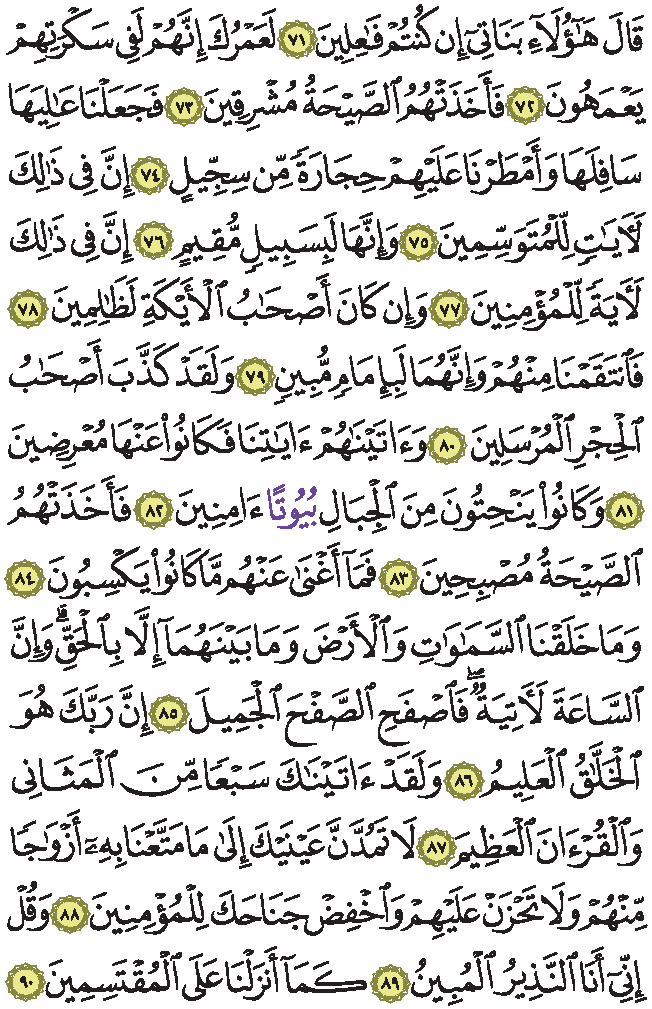 قَالَ هَٰٓؤُلَآءِ بَنَاتِىٓ إِن كُنتُمْ فَٰعِلِينَ ٧١ لَعَمْرُكَ إِنَّهُمْ لَفِى سَكْرَتِهِمْ
يَعْمَهُونَ ٧٢ فَأَخَذَتْهُمُ ٱلصَّيْحَةُ مُشْرِقِينَ ٧٣ فَجَعَلْنَا عَٰلِيَهَا
سَافِلَهَا وَأَمْطَرْنَا عَلَيْهِمْ حِجَارَةً مِّن سِجِّيلٍ ٧٤ إِنَّ فِى ذَٰلِكَ
لَءَايَٰتٍ لِّلْمُتَوَسِّمِينَ ٧٥ وَإِنَّهَا لَبِسَبِيلٍ مُّقِيمٍ ٧٦ إِنَّ فِى ذَٰلِكَ
لَءَايَةً لِّلْمُؤْمِنِينَ ٧٧ وَإِن كَانَ أَصْحَٰبُ ٱلْأَيْكَةِ لَظَٰلِمِينَ ٧٨
فَٱنتَقَمْنَا مِنْهُمْ وَإِنَّهُمَا لَبِإِمَامٍ مُّبِينٍ ٧٩ وَلَقَدْ كَذَّبَ أَصْحَٰبُ
ٱلْحِجْرِ ٱلْمُرْسَلِينَ ٨٠ وَءَاتَيْنَٰهُمْ ءَايَٰتِنَا فَكَانُوا۟ عَنْهَا مُعْرِضِينَ
٨١ وَكَانُوا۟ يَنْحِتُونَ مِنَ ٱلْجِبَالِ بُيُوتًا ءَامِنِينَ ٨٢ فَأَخَذَتْهُمُ
ٱلصَّيْحَةُ مُصْبِحِينَ ٨٣ فَمَآ أَغْنَىٰ عَنْهُم مَّا كَانُوا۟ يَكْسِبُونَ ٨٤
وَمَا خَلَقْنَا ٱلسَّمَٰوَٰتِ وَٱلْأَرْضَ وَمَا بَيْنَهُمَآ إِلَّا بِٱلْحَقِّ ۗ وَإِنَّ
ٱلسَّاعَةَ لَءَاتِيَةٌ ۖ فَٱصْفَحِ ٱلصَّفْحَ ٱلْجَمِيلَ ٨٥ إِنَّ رَبَّكَ هُوَ
ٱلْخَلَّٰقُ ٱلْعَلِيمُ ٨٦ وَلَقَدْ ءَاتَيْنَٰكَ سَبْعًا مِّنَ ٱلْمَثَانِى
وَٱلْقُرْءَانَ ٱلْعَظِيمَ ٨٧ لَا تَمُدَّنَّ عَيْنَيْكَ إِلَىٰ مَا مَتَّعْنَا بِهِۦٓ أَزْوَٰجًا
مِّنْهُمْ وَلَا تَحْزَنْ عَلَيْهِمْ وَٱخْفِضْ جَنَاحَكَ لِلْمُؤْمِنِينَ ٨٨ وَقُلْ
إِنِّىٓ أَنَا ٱلنَّذِيرُ ٱلْمُبِينُ ٨٩ كَمَآ أَنزَلْنَا عَلَى ٱلْمُقْتَسِمِينَ ٩٠